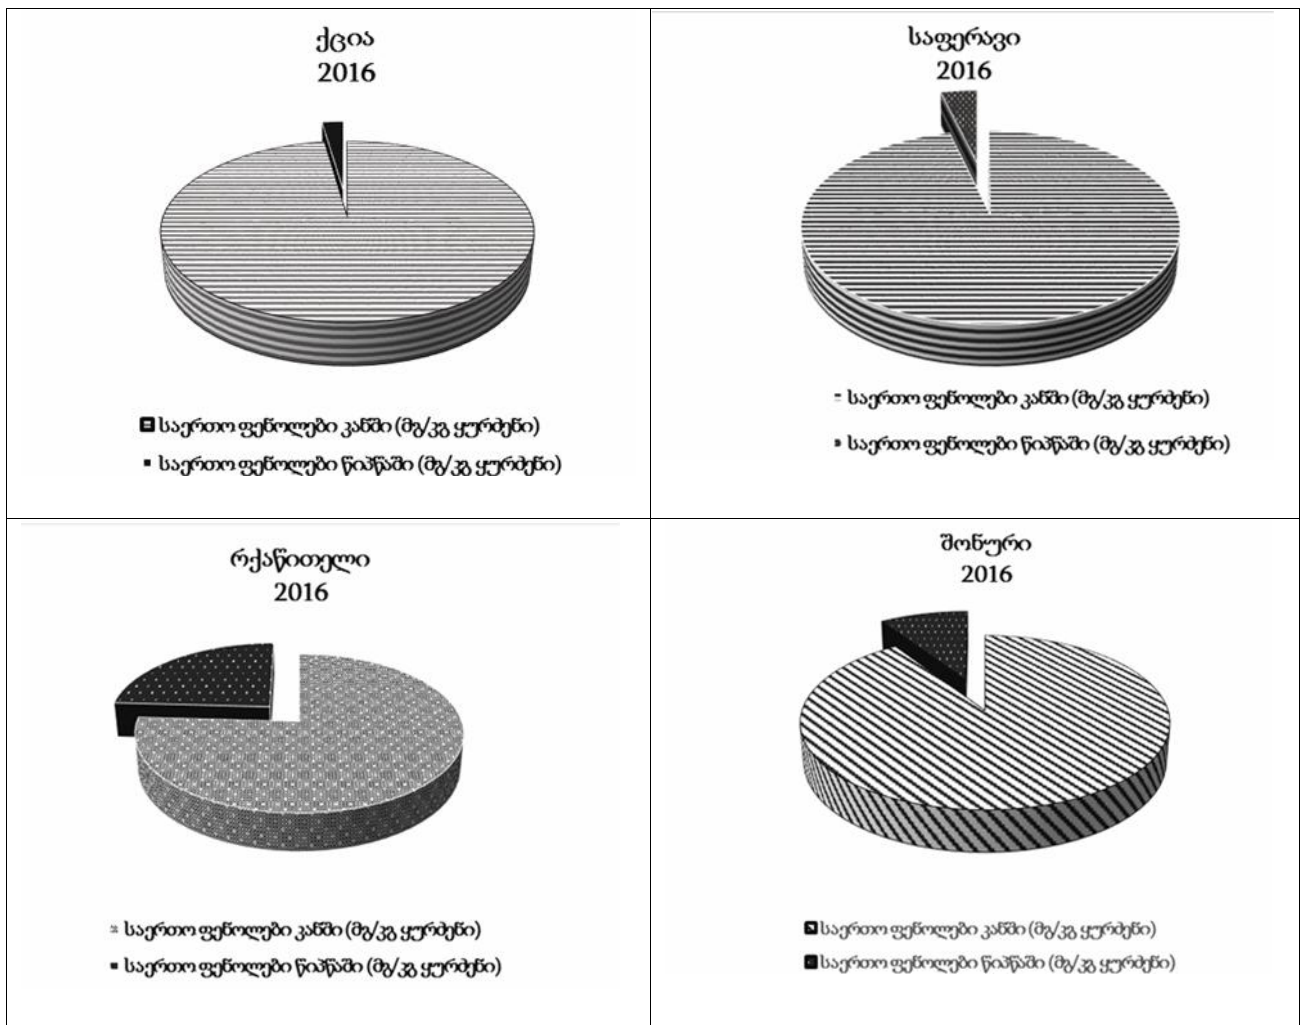 ქცია
2016
საერთო ფენოლები კანში (მგ/კგ ყურძენი)
საერთო ფენოლები წიპწაში (მგ/კგ ყურძენი)
საფერავი
2016
საერთო ფენოლები კანში (მგ/კგ ყურძენი)
საერთო ფენოლები წიპწაში (მგ/კგ ყურძენი)
რქაწითელი
2016
საერთო ფენოლები კანში (მგ/კგ ყურძენი)
საერთო ფენოლები წიპწაში (მგ/კგ ყურძენი)
შონური
2016
საერთო ფენოლები კანში (მგ/კგ ყურძენი)
საერთო ფენოლები წიპწაში (მგ/კგ ყურძენი)